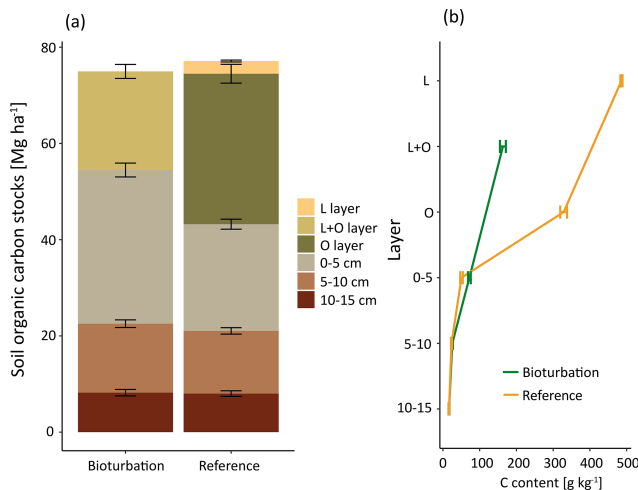 (a)
Soil organic carbon stocks [Mg ha⁻¹]
80
60
40
20
0
Bioturbation
Reference
L layer
L+O layer
O layer
0-5 cm
5-10 cm
10-15 cm
(b)
Layer
L
L+O
O
0-5
5-10
10-15
Bioturbation
Reference
0 100 200 300 400 500
C content [g kg⁻¹]